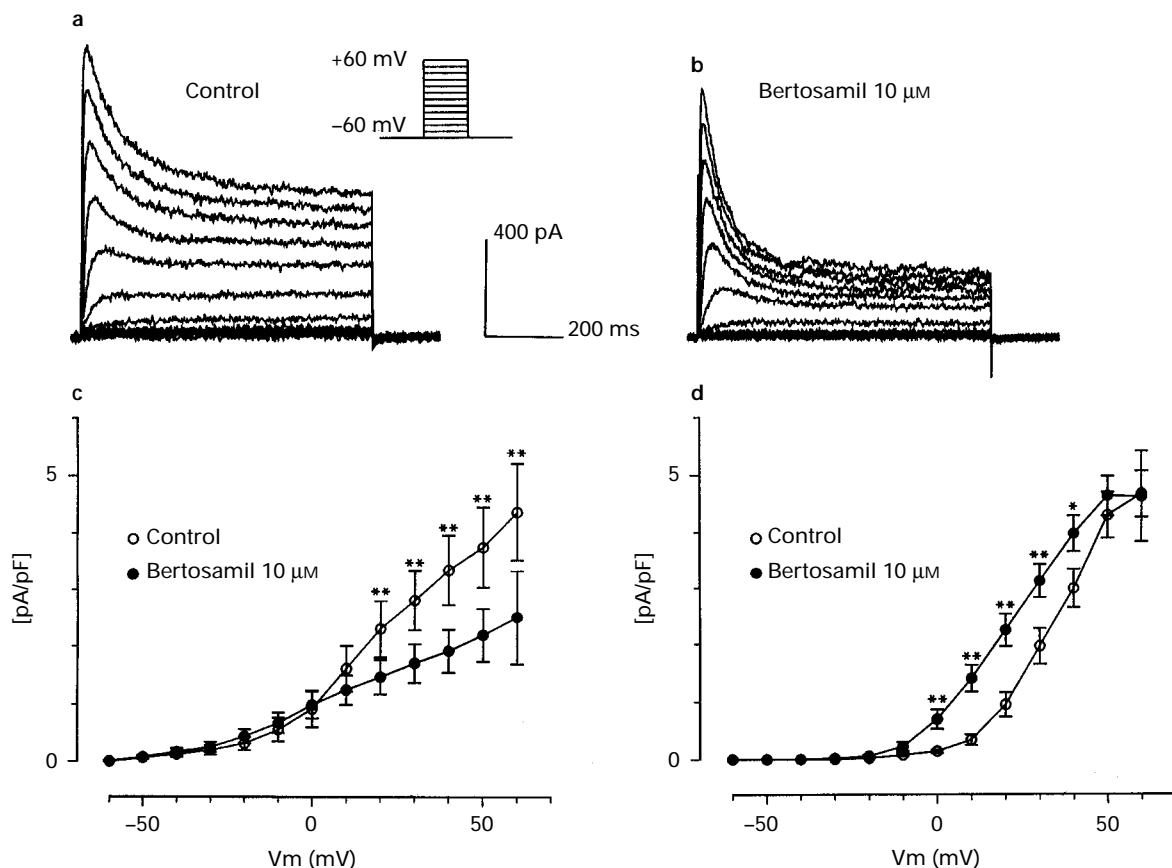 a
+60 mV
Control
−60 mV
400 pA
200 ms
b
Bertosamil 10 µM
c
5
Control
Bertosamil 10 µM
[pA/pF]
0
−50
0
50
Vm (mV)
** ** ** ** **
d
5
Control
Bertosamil 10 µM
[pA/pF]
0
−50
0
50
Vm (mV)
** ** ** ** *